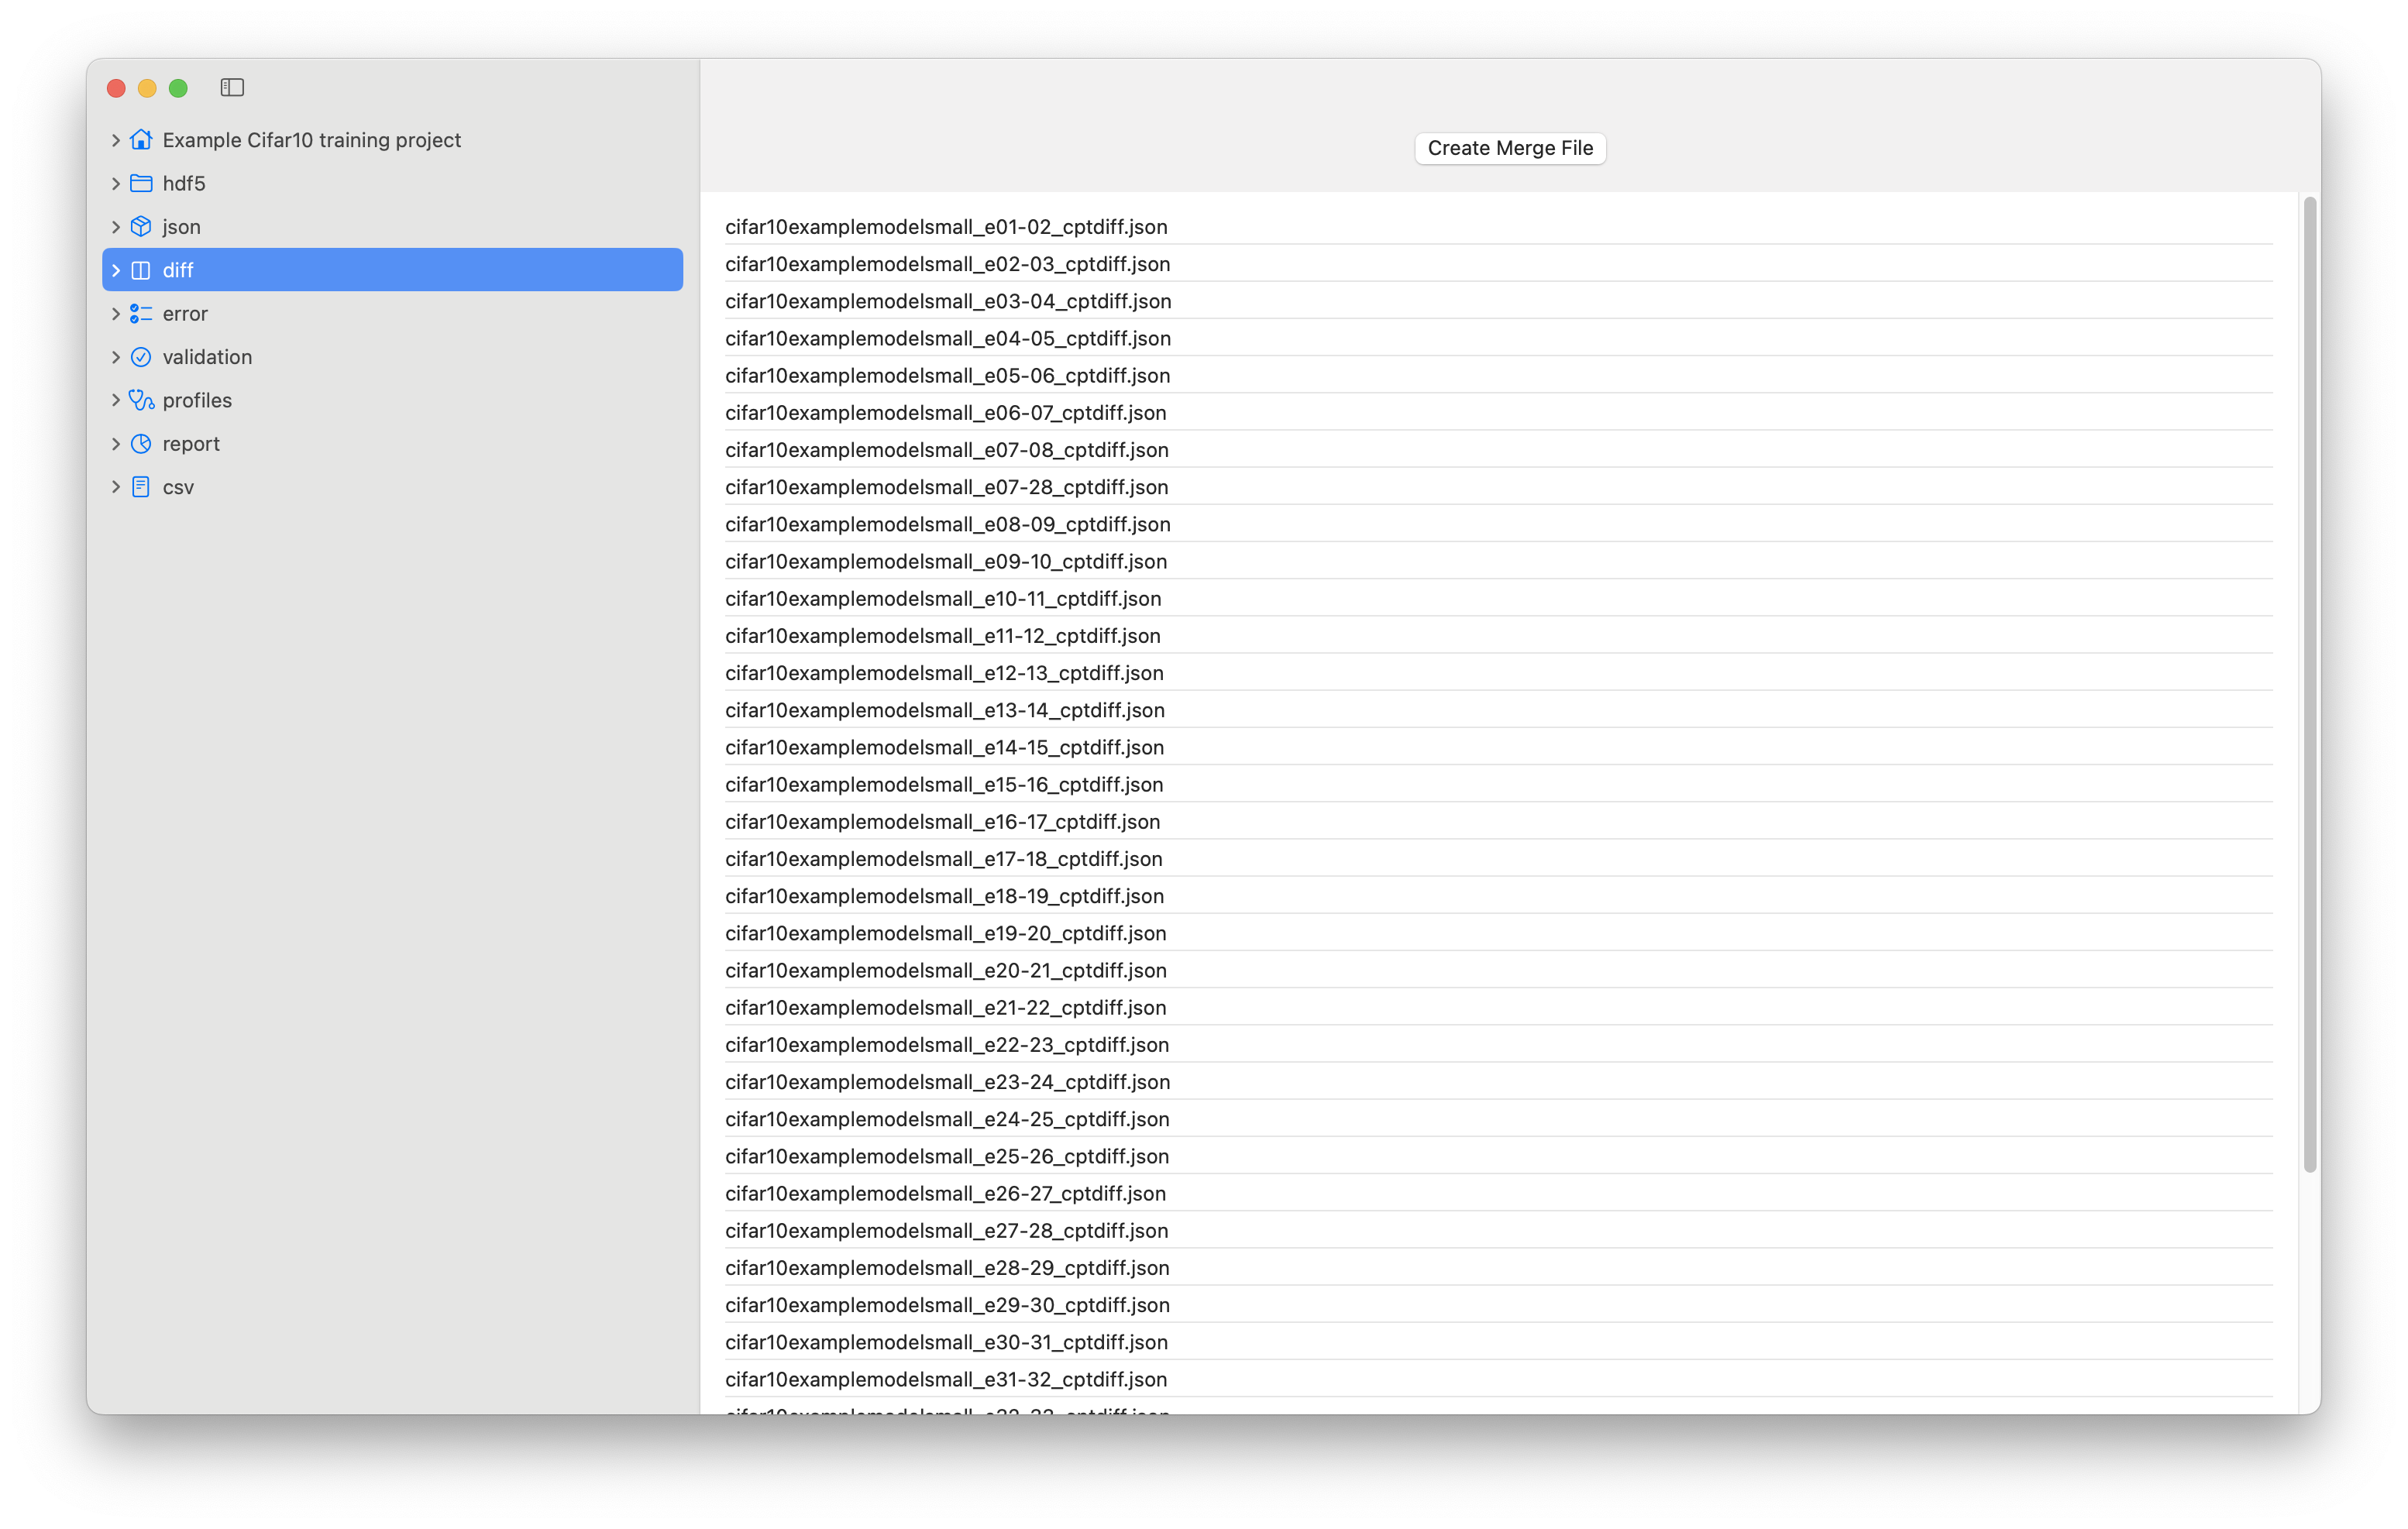 Example Cifar10 training project
hdf5
json
diff
error
validation
profiles
report
csv
Create Merge File
cifar10examplemodelsmall_e01-02_cptdiff.json
cifar10examplemodelsmall_e02-03_cptdiff.json
cifar10examplemodelsmall_e03-04_cptdiff.json
cifar10examplemodelsmall_e04-05_cptdiff.json
cifar10examplemodelsmall_e05-06_cptdiff.json
cifar10examplemodelsmall_e06-07_cptdiff.json
cifar10examplemodelsmall_e07-08_cptdiff.json
cifar10examplemodelsmall_e07-28_cptdiff.json
cifar10examplemodelsmall_e08-09_cptdiff.json
cifar10examplemodelsmall_e09-10_cptdiff.json
cifar10examplemodelsmall_e10-11_cptdiff.json
cifar10examplemodelsmall_e11-12_cptdiff.json
cifar10examplemodelsmall_e12-13_cptdiff.json
cifar10examplemodelsmall_e13-14_cptdiff.json
cifar10examplemodelsmall_e14-15_cptdiff.json
cifar10examplemodelsmall_e15-16_cptdiff.json
cifar10examplemodelsmall_e16-17_cptdiff.json
cifar10examplemodelsmall_e17-18_cptdiff.json
cifar10examplemodelsmall_e18-19_cptdiff.json
cifar10examplemodelsmall_e19-20_cptdiff.json
cifar10examplemodelsmall_e20-21_cptdiff.json
cifar10examplemodelsmall_e21-22_cptdiff.json
cifar10examplemodelsmall_e22-23_cptdiff.json
cifar10examplemodelsmall_e23-24_cptdiff.json
cifar10examplemodelsmall_e24-25_cptdiff.json
cifar10examplemodelsmall_e25-26_cptdiff.json
cifar10examplemodelsmall_e26-27_cptdiff.json
cifar10examplemodelsmall_e27-28_cptdiff.json
cifar10examplemodelsmall_e28-29_cptdiff.json
cifar10examplemodelsmall_e29-30_cptdiff.json
cifar10examplemodelsmall_e30-31_cptdiff.json
cifar10examplemodelsmall_e31-32_cptdiff.json